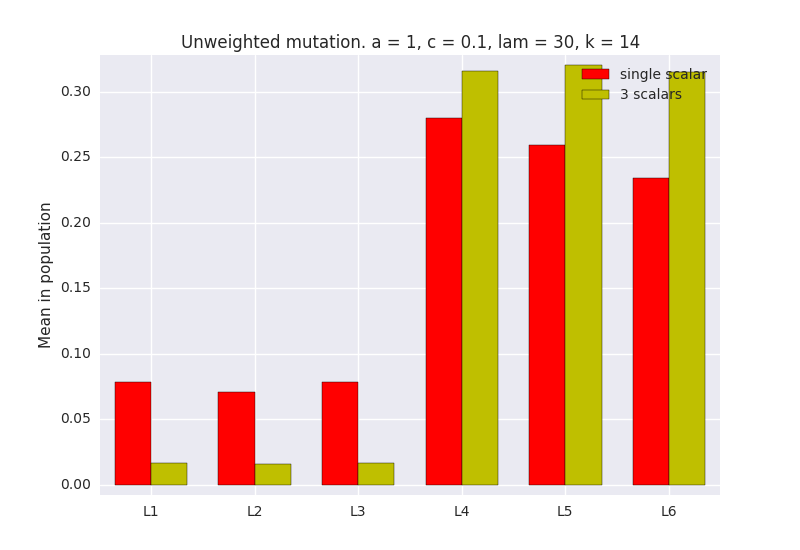 Unweighted mutation. a = 1, c = 0.1, lam = 30, k = 14
single scalar
3 scalars
Mean in population
0.30
0.25
0.20
0.15
0.10
0.05
0.00
L1 L2 L3 L4 L5 L6